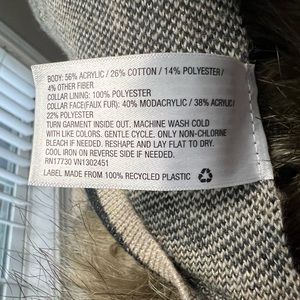 BODY: 56% ACRYLIC / 26% COTTON / 14% POLYESTER /
4% OTHER FIBER
COLLAR LINING: 100% POLYESTER
COLLAR FACE(FAUX FUR): 40% MODACRYLIC / 38% ACRYLIC /
22% POLYESTER
TURN GARMENT INSIDE OUT. MACHINE WASH COLD
WITH LIKE COLORS. GENTLE CYCLE. ONLY NON-CHLORINE
BLEACH IF NEEDED. RESHAPE AND LAY FLAT TO DRY.
COOL IRON ON REVERSE SIDE IF NEEDED.
RN17730 VN1302451
LABEL MADE FROM 100% RECYCLED PLASTIC